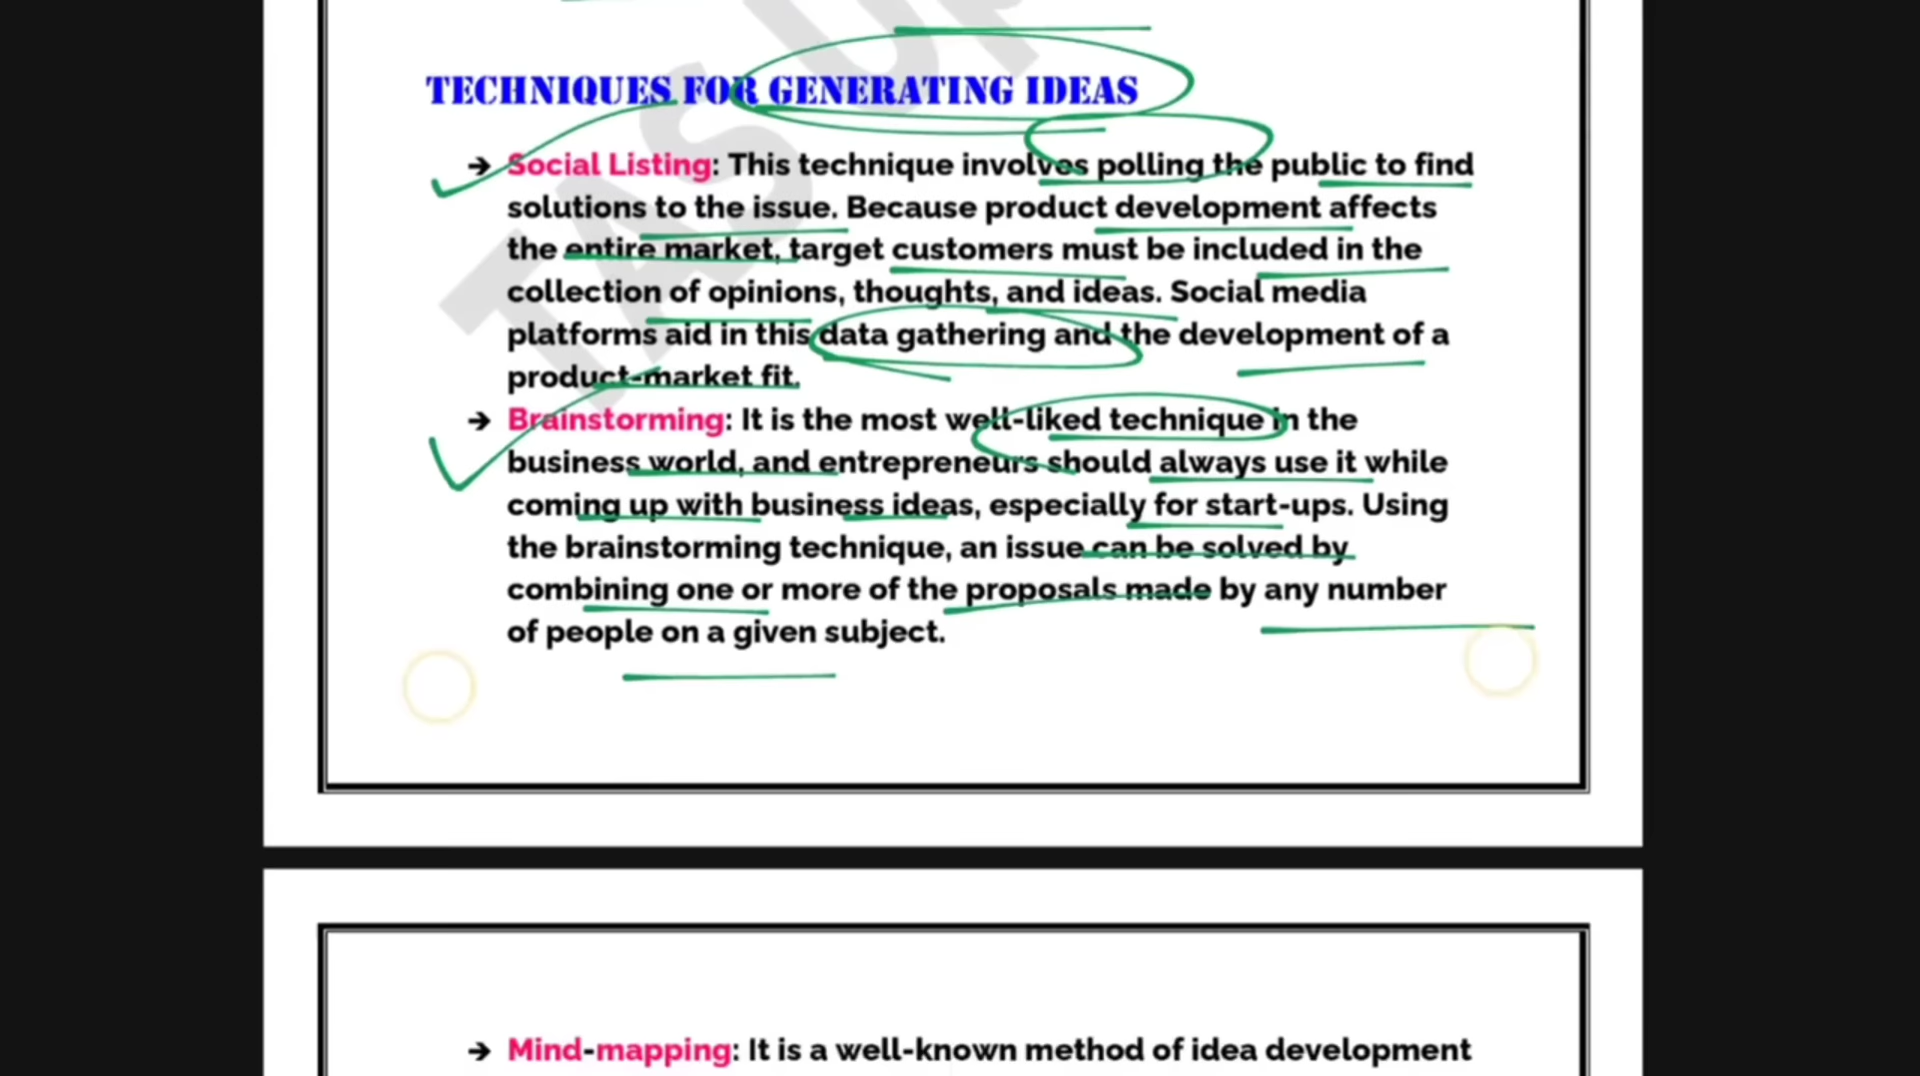 TECHNIQUES FOR GENERATING IDEAS
➔ Social Listing: This technique involves polling the public to find
solutions to the issue. Because product development affects
the entire market, target customers must be included in the
collection of opinions, thoughts, and ideas. Social media
platforms aid in this data gathering and the development of a
product-market fit.
➔ Brainstorming: It is the most well-liked technique in the
business world, and entrepreneurs should always use it while
coming up with business ideas, especially for start-ups. Using
the brainstorming technique, an issue can be solved by
combining one or more of the proposals made by any number
of people on a given subject.
➔ Mind-mapping: It is a well-known method of idea development